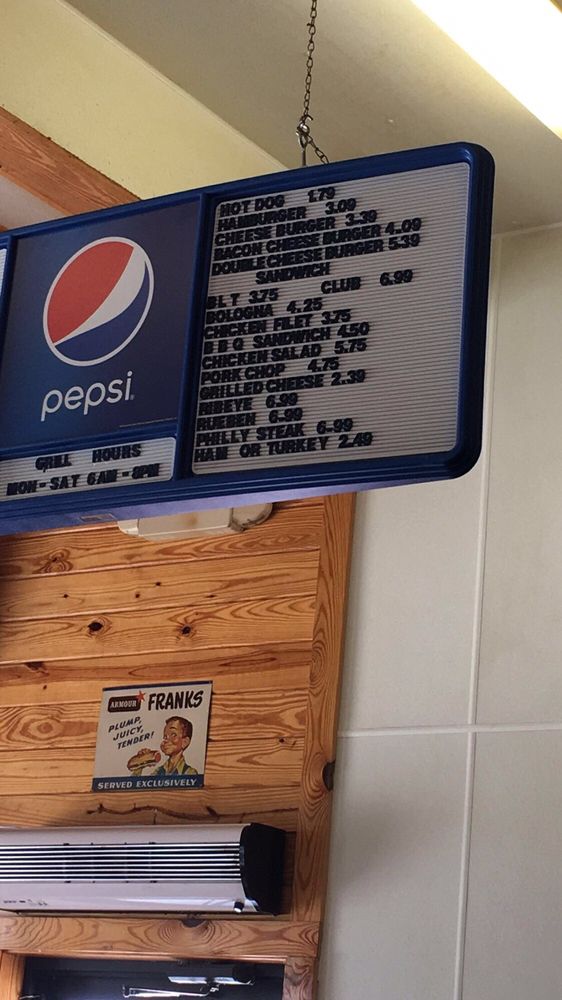 HOT DOG 1.79
HAMBURGER 3.09
CHEESE BURGER 3-39
BACON CHEESE BURGER 4.09
DOUBLE CHEESE BURGER 5-39
SANDWICH
BLT 3.75 CLUB 6.99
BOLOGNA 4.25
CHICKEN FILET 3.75
BBQ SANDWICH 4.50
CHICKEN SALAD 5.75
PORK CHOP 4.75
GRILLED CHEESE 2.39
RIBEYE 6.99
RUEBEN 6-99
PHILLY STEAK 6-99
HAM OR TURKEY 2.49
pepsi
GRILL HOURS
MON-SAT 6AM-8PM
ARMOUR FRANKS
PLUMP,
JUICY,
TENDER!
SERVED EXCLUSIVELY